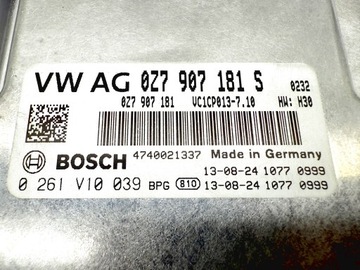 VW AG 0Z7 907 181 S 0232
0Z7 907 181 VC1CP013-7.10 HW: H30
BOSCH 4740021337 Made in Germany
13-08-24 1077 0999
0 261 V10 039 BPG 810 13-08-24 1077 0999